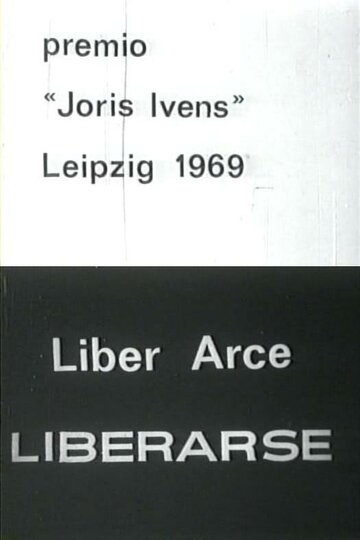 premio
“Joris Ivens”
Leipzig 1969
Liber Arce
LIBERARSE